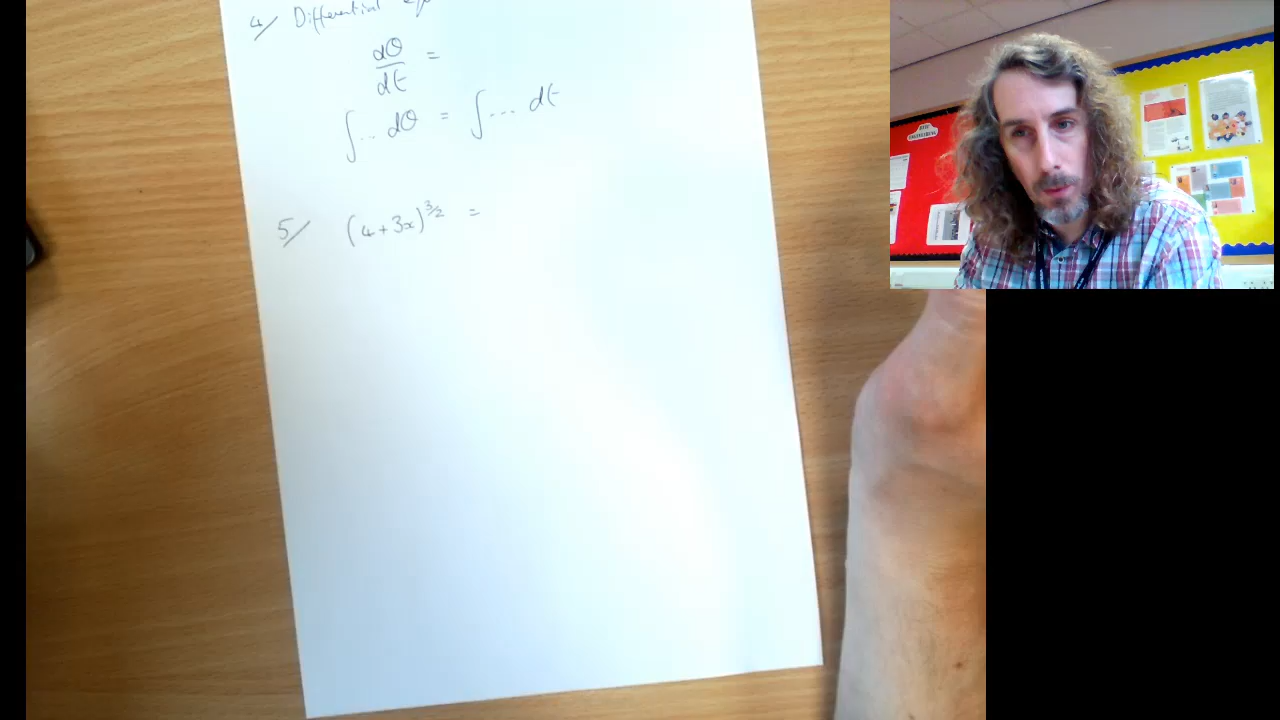 4/ Differential
dθ/dt =
∫... dθ = ∫... dt
5/ (4+3x)^3/2 =